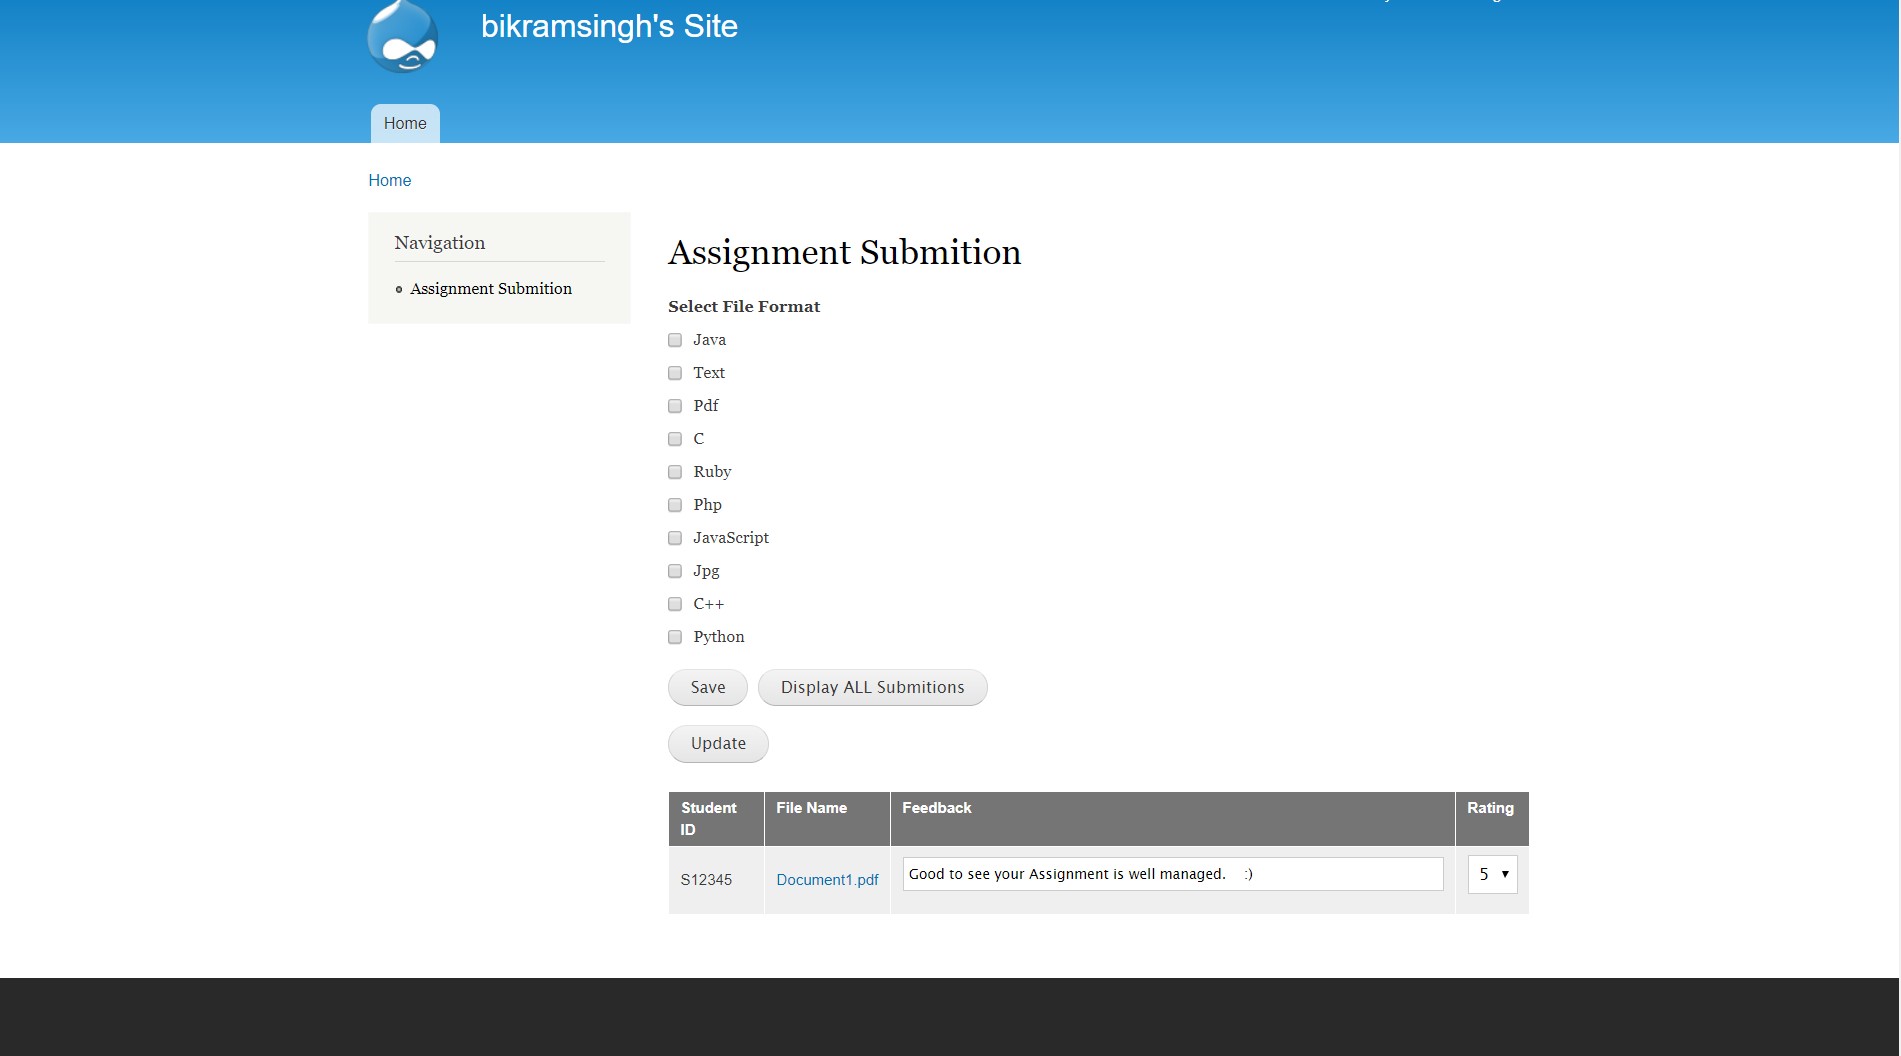 bikramsingh's Site
Home
Home
Navigation
Assignment Submition
Assignment Submition
Select File Format
Java
Text
Pdf
C
Ruby
Php
JavaScript
Jpg
C++
Python
Save Display ALL Submitions
Update
Student ID File Name Feedback Rating
S12345 Document1.pdf Good to see your Assignment is well managed. :) 5